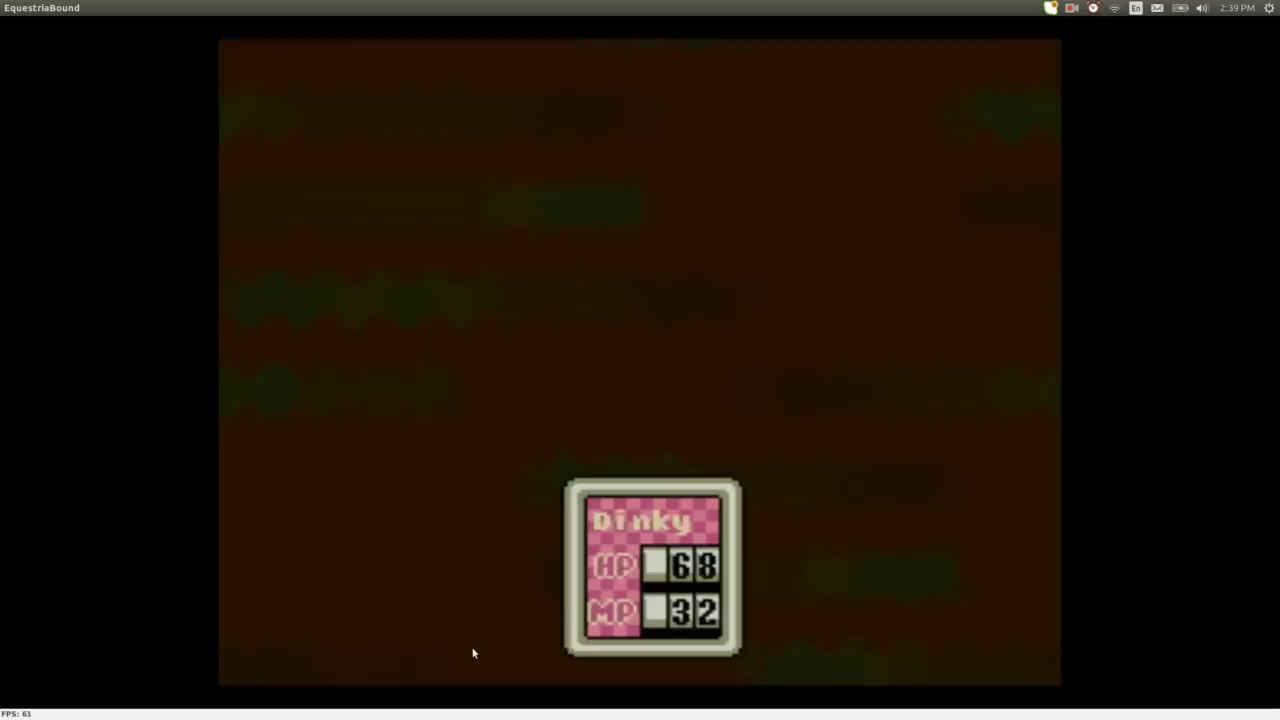 EquestriaBound
En
2:39 PM
Dinky
HP 68
MP 32
FPS: 61